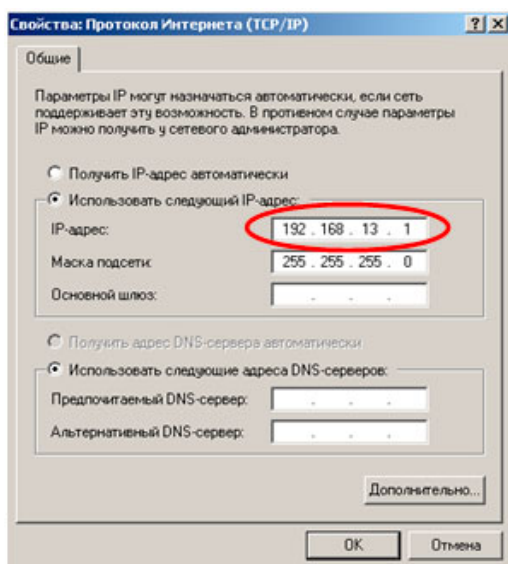 Свойства: Протокол Интернета (TCP/IP)
Общие
Параметры IP могут назначаться автоматически, если сеть
поддерживает эту возможность. В противном случае параметры
IP можно получить у сетевого администратора.
Получить IP-адрес автоматически
Использовать следующий IP-адрес:
IP-адрес: 192 . 168 . 13 . 1
Маска подсети: 255 . 255 . 255 . 0
Основной шлюз: . . .
Получить адрес DNS-сервера автоматически
Использовать следующие адреса DNS-серверов:
Предпочитаемый DNS-сервер: . . .
Альтернативный DNS-сервер: . . .
Дополнительно...
OK Отмена